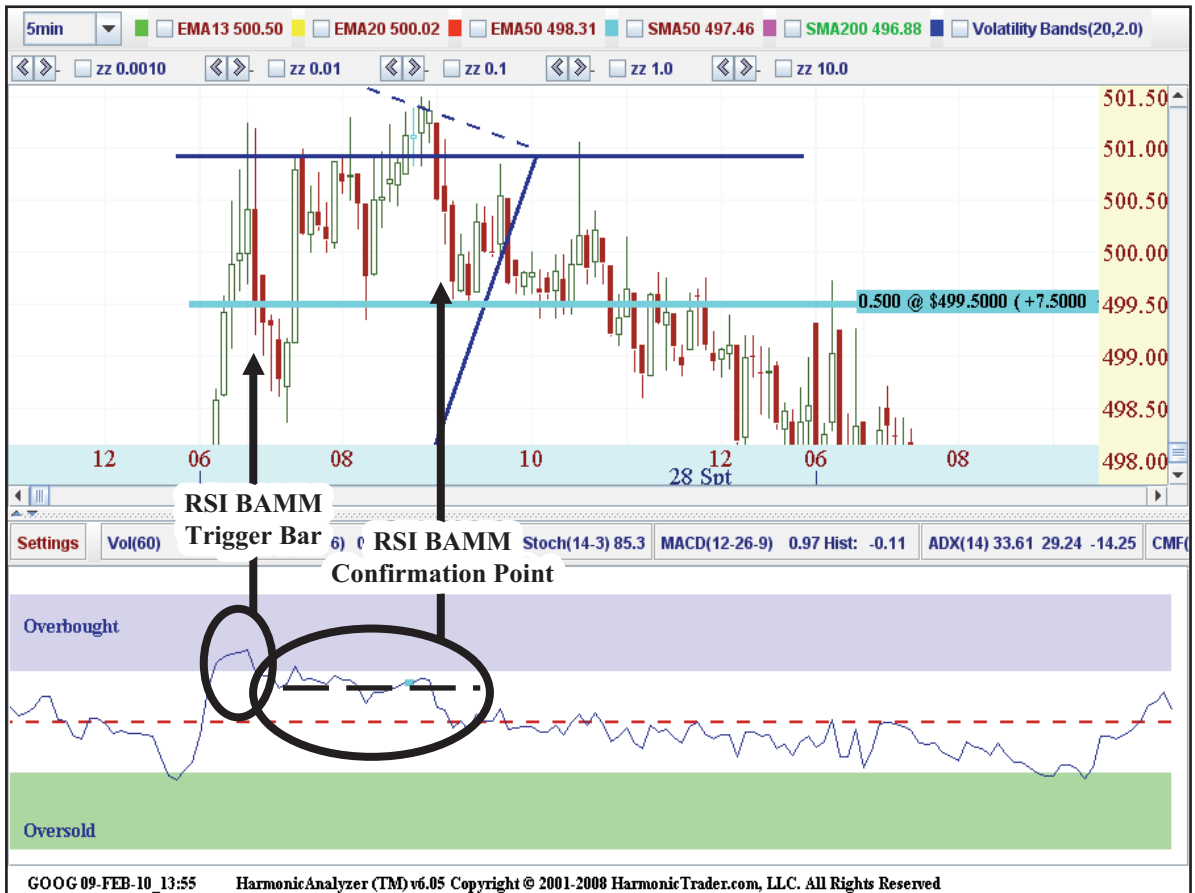 5min EMA13 500.50 EMA20 500.02 EMA50 498.31 SMA50 497.46 SMA200 496.88 Volatility Bands(20,2.0)
zz 0.0010 zz 0.01 zz 0.1 zz 1.0 zz 10.0
501.50
501.00
500.50
500.00
0.500 @ $499.5000 ( +7.5000
499.50
499.00
498.50
498.00
12 06 08 10 12 06 08
28 Spt
RSI BAMM
Trigger Bar
RSI BAMM
Confirmation Point
Settings Vol(60) 6) Stoch(14-3) 85.3 MACD(12-26-9) 0.97 Hist: -0.11 ADX(14) 33.61 29.24 -14.25 CMF(
Overbought
Oversold
GOOG 09-FEB-10_13:55 HarmonicAnalyzer (TM) v6.05 Copyright © 2001-2008 HarmonicTrader.com, LLC. All Rights Reserved